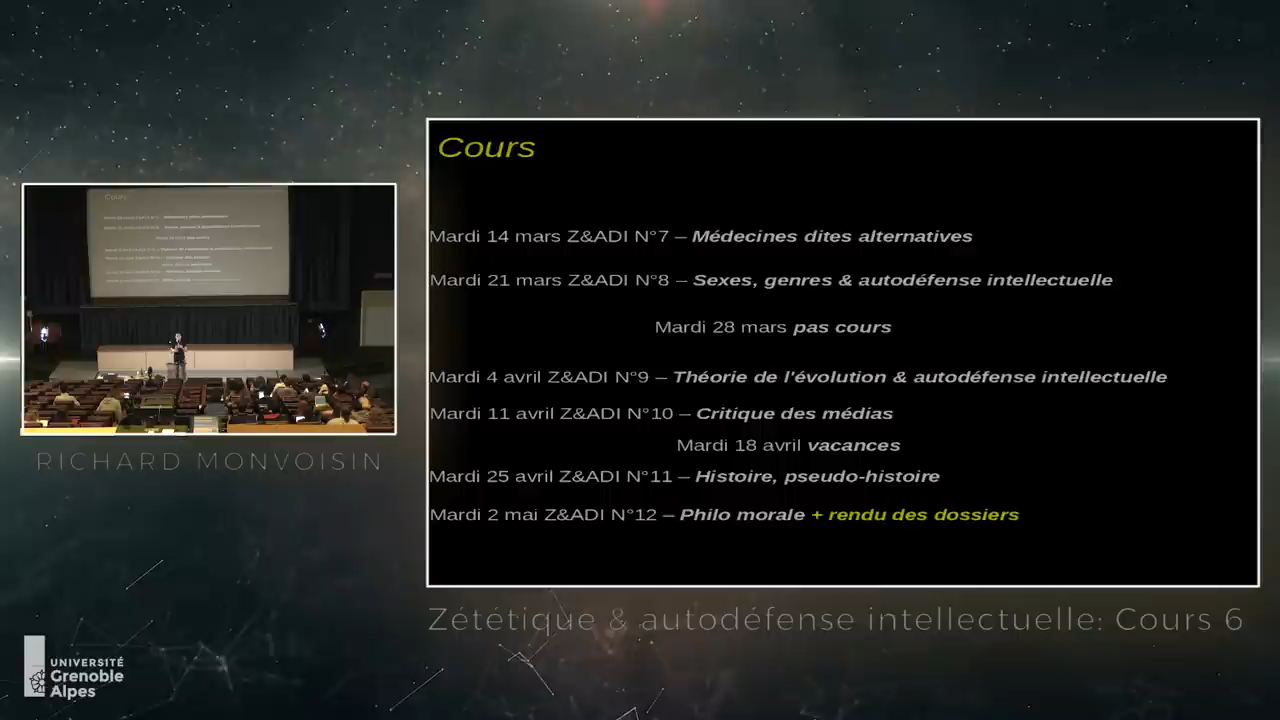 Cours
Mardi 14 mars Z&ADI N°7 – Médecines dites alternatives
Mardi 21 mars Z&ADI N°8 – Sexes, genres & autodéfense intellectuelle
Mardi 28 mars pas cours
Mardi 4 avril Z&ADI N°9 – Théorie de l'évolution & autodéfense intellectuelle
Mardi 11 avril Z&ADI N°10 – Critique des médias
Mardi 18 avril vacances
Mardi 25 avril Z&ADI N°11 – Histoire, pseudo-histoire
Mardi 2 mai Z&ADI N°12 – Philo morale + rendu des dossiers
RICHARD MONVOISIN
Zététique & autodéfense intellectuelle: Cours 6
UNIVERSITÉ
Grenoble
Alpes